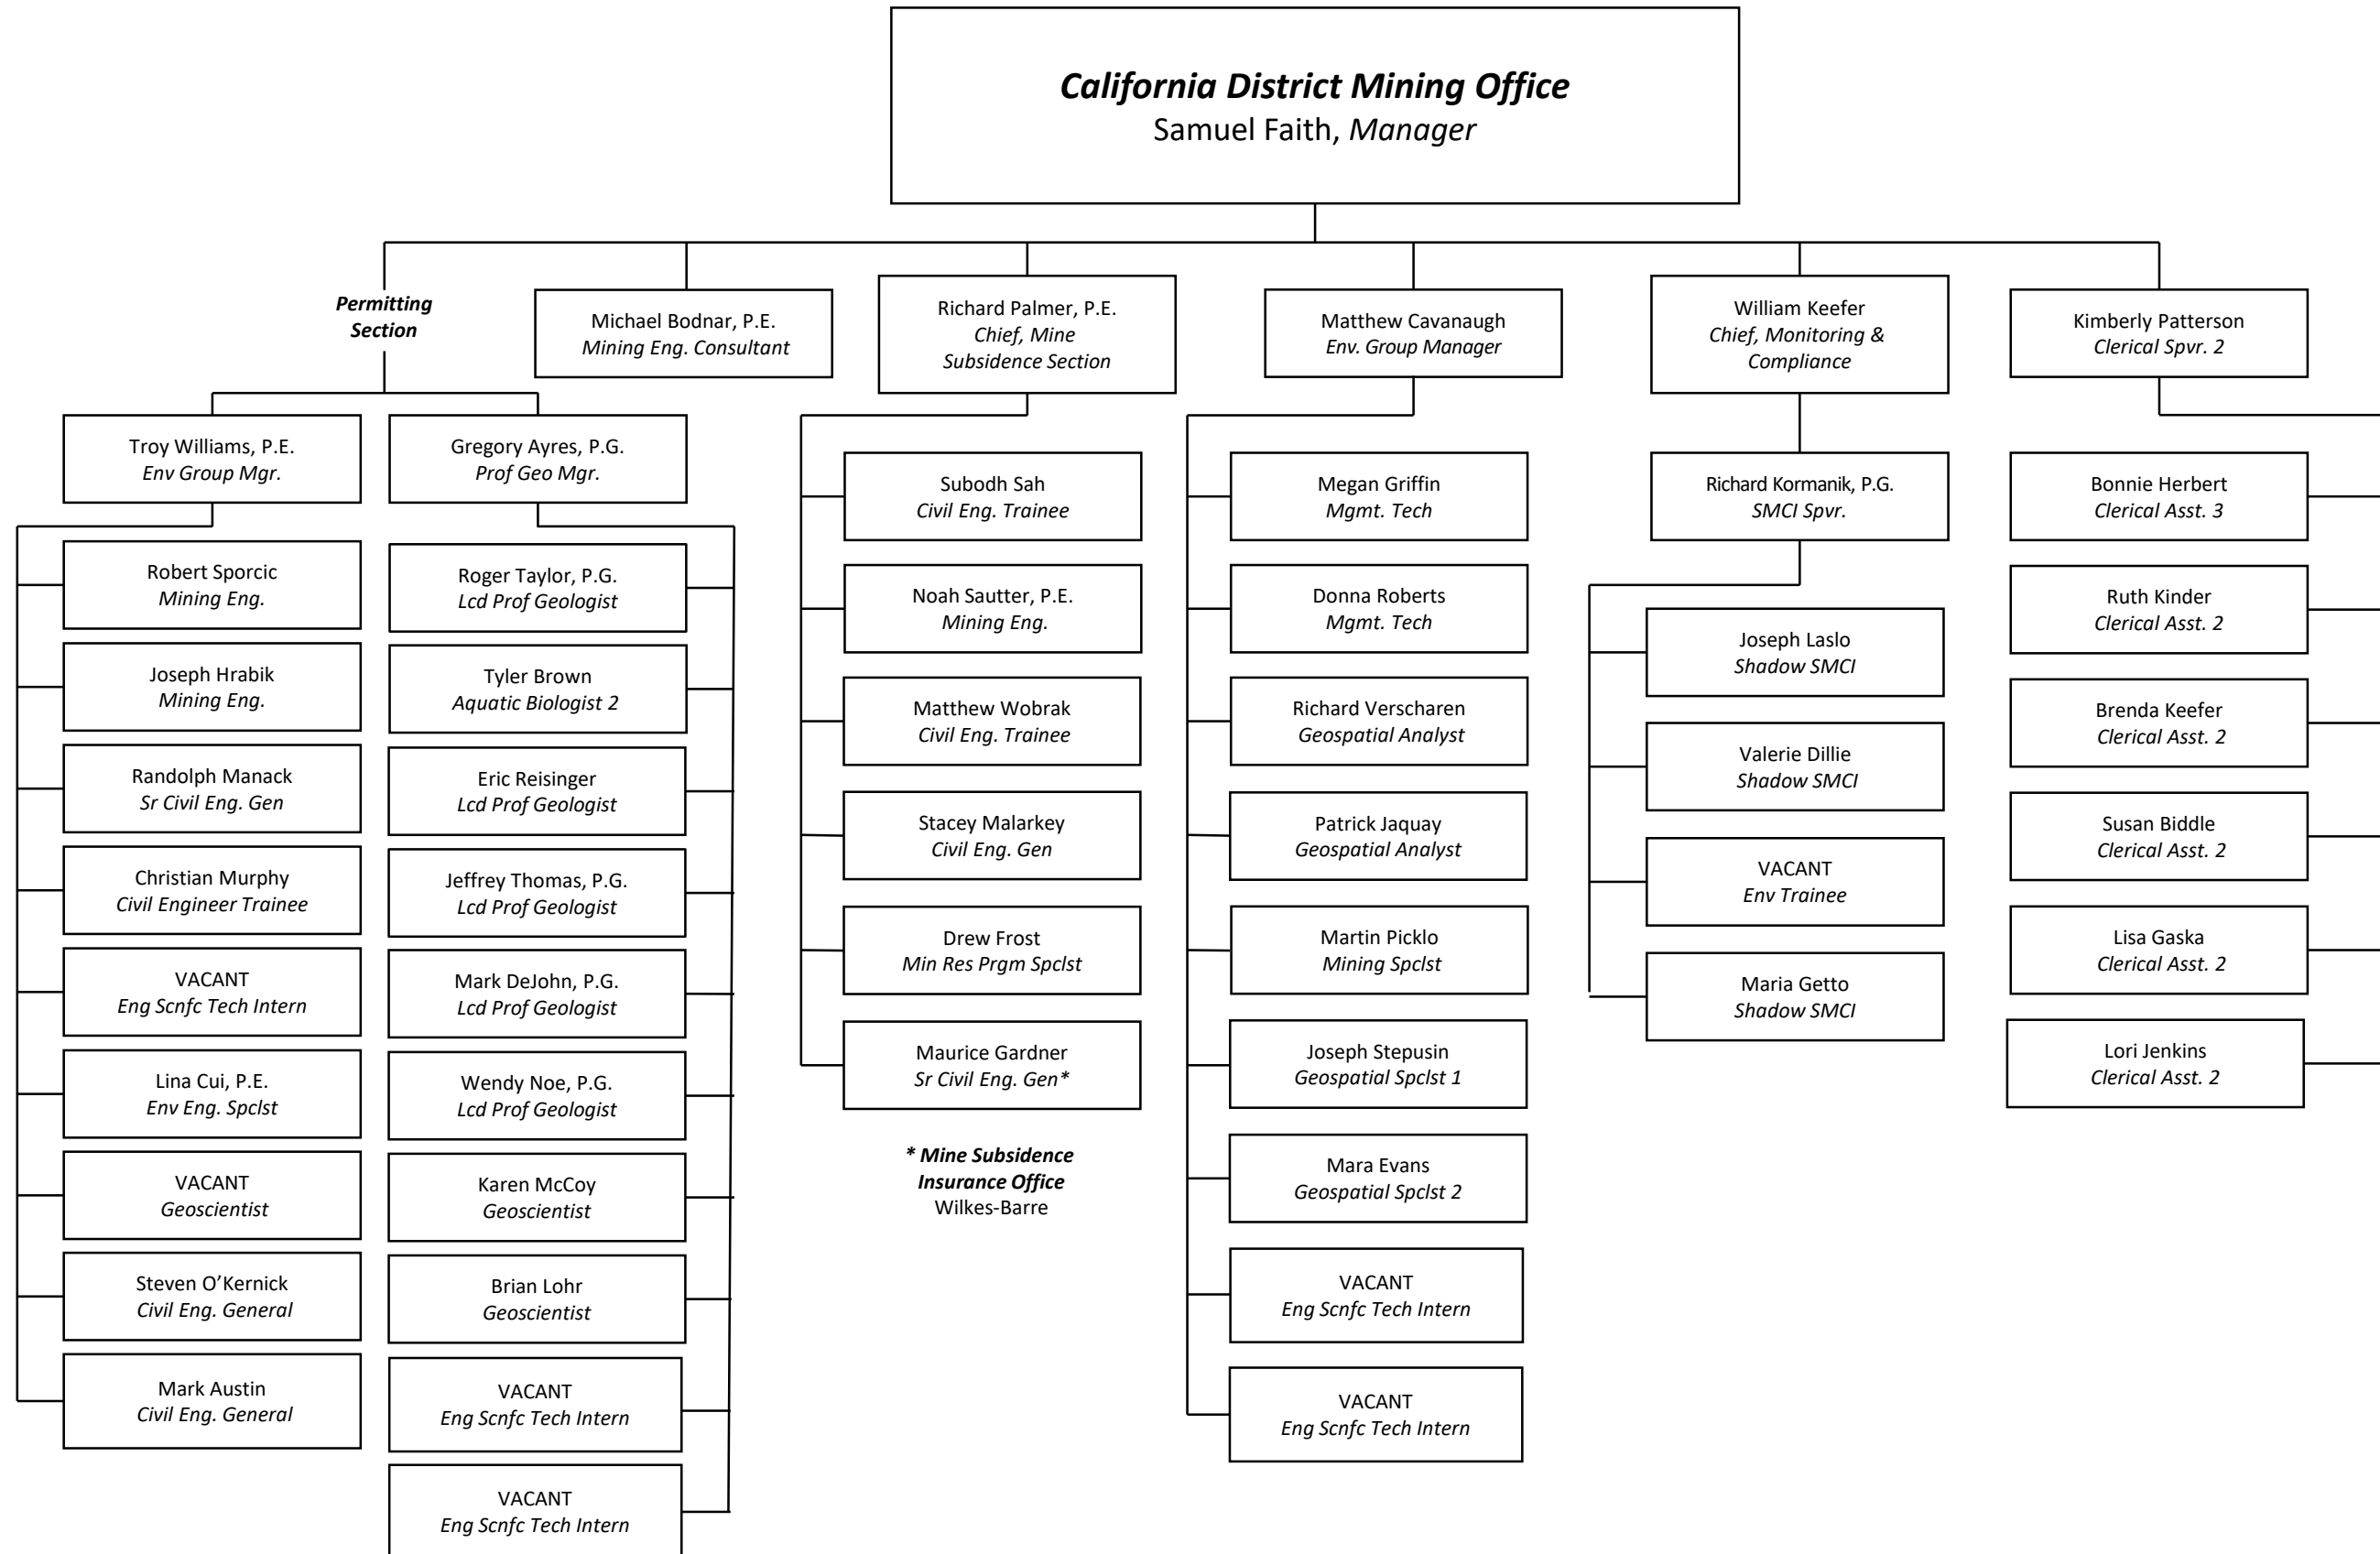 California District Mining Office
Samuel Faith, Manager
Permitting
Section
Michael Bodnar, P.E.
Mining Eng. Consultant
Richard Palmer, P.E.
Chief, Mine
Subsidence Section
Matthew Cavanaugh
Env. Group Manager
William Keefer
Chief, Monitoring &
Compliance
Kimberly Patterson
Clerical Spvr. 2
Troy Williams, P.E.
Env Group Mgr.
Robert Sporcic
Mining Eng.
Joseph Hrabik
Mining Eng.
Randolph Manack
Sr Civil Eng. Gen
Christian Murphy
Civil Engineer Trainee
VACANT
Eng Scnfc Tech Intern
Lina Cui, P.E.
Env Eng. Spclst
VACANT
Geoscientist
Steven O’Kernick
Civil Eng. General
Mark Austin
Civil Eng. General
Gregory Ayres, P.G.
Prof Geo Mgr.
Roger Taylor, P.G.
Lcd Prof Geologist
Tyler Brown
Aquatic Biologist 2
Eric Reisinger
Lcd Prof Geologist
Jeffrey Thomas, P.G.
Lcd Prof Geologist
Mark DeJohn, P.G.
Lcd Prof Geologist
Wendy Noe, P.G.
Lcd Prof Geologist
Karen McCoy
Geoscientist
Brian Lohr
Geoscientist
VACANT
Eng Scnfc Tech Intern
VACANT
Eng Scnfc Tech Intern
Subodh Sah
Civil Eng. Trainee
Noah Sautter, P.E.
Mining Eng.
Matthew Wobrak
Civil Eng. Trainee
Stacey Malarkey
Civil Eng. Gen
Drew Frost
Min Res Prgm Spclst
Maurice Gardner
Sr Civil Eng. Gen*
* Mine Subsidence
Insurance Office
Wilkes-Barre
Megan Griffin
Mgmt. Tech
Donna Roberts
Mgmt. Tech
Richard Verscharen
Geospatial Analyst
Patrick Jaquay
Geospatial Analyst
Martin Picklo
Mining Spclst
Joseph Stepusin
Geospatial Spclst 1
Mara Evans
Geospatial Spclst 2
VACANT
Eng Scnfc Tech Intern
VACANT
Eng Scnfc Tech Intern
Richard Kormanik, P.G.
SMCI Spvr.
Joseph Laslo
Shadow SMCI
Valerie Dillie
Shadow SMCI
VACANT
Env Trainee
Maria Getto
Shadow SMCI
Bonnie Herbert
Clerical Asst. 3
Ruth Kinder
Clerical Asst. 2
Brenda Keefer
Clerical Asst. 2
Susan Biddle
Clerical Asst. 2
Lisa Gaska
Clerical Asst. 2
Lori Jenkins
Clerical Asst. 2